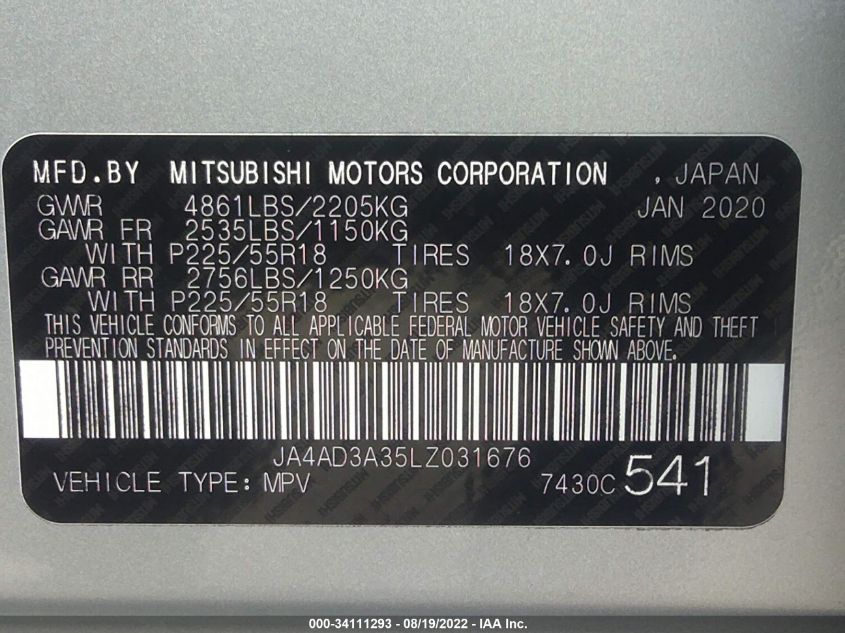 MFD.BY MITSUBISHI MOTORS CORPORATION , JAPAN
GVWR 4861LBS/2205KG JAN 2020
GAWR FR 2535LBS/1150KG
WITH P225/55R18 TIRES 18X7.0J RIMS
GAWR RR 2756LBS/1250KG
WITH P225/55R18 TIRES 18X7.0J RIMS
THIS VEHICLE CONFORMS TO ALL APPLICABLE FEDERAL MOTOR VEHICLE SAFETY AND THEFT
PREVENTION STANDARDS IN EFFECT ON THE DATE OF MANUFACTURE SHOWN ABOVE.
JA4AD3A35LZ031676
VEHICLE TYPE: MPV 7430C 541
000-34111293 - 08/19/2022 - IAA Inc.